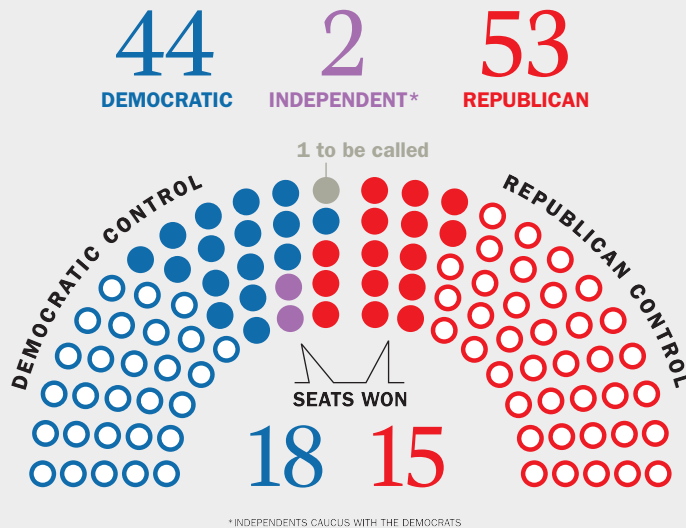 44
2
53
DEMOCRATIC
INDEPENDENT*
REPUBLICAN
1 to be called
DEMOCRATIC CONTROL
REPUBLICAN CONTROL
SEATS WON
18
15
*INDEPENDENTS CAUCUS WITH THE DEMOCRATS